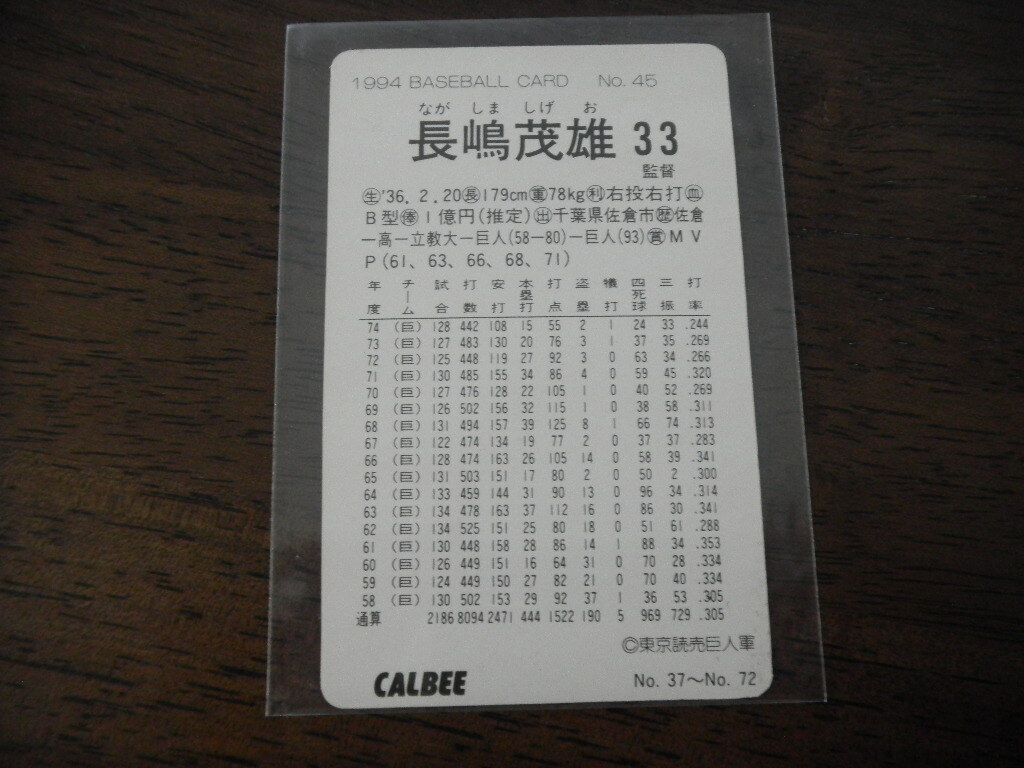 1994 BASEBALL CARD No. 45
ながしましげお
長嶋茂雄 33
監督
生'36. 2. 20長179cm重78kg利右投右打血
B型俸1億円(推定)出千葉県佐倉市歴佐倉
一高ー立教大ー巨人(58ー80)ー巨人(93)賞MV
P(61、63、66、68、71)
年度 チーム 試合 打数 安打 本塁打 打点 盗塁 犠打 四死球 三振 打率
74 (巨) 128 442 108 15 55 2 1 24 33 .244
73 (巨) 127 483 130 20 76 3 1 37 35 .269
72 (巨) 125 448 119 27 92 3 0 63 34 .266
71 (巨) 130 485 155 34 86 4 0 59 45 .320
70 (巨) 127 476 128 22 105 1 0 40 52 .269
69 (巨) 126 502 156 32 115 1 0 38 58 .311
68 (巨) 131 494 157 39 125 8 1 66 74 .313
67 (巨) 122 474 134 19 77 2 0 37 37 .283
66 (巨) 128 474 163 26 105 14 0 58 39 .341
65 (巨) 131 503 151 17 80 2 0 50 2 .300
64 (巨) 133 459 144 31 90 13 0 96 34 .314
63 (巨) 134 478 163 37 112 16 0 86 30 .341
62 (巨) 134 525 151 25 80 18 0 51 61 .288
61 (巨) 130 448 158 28 86 14 1 88 34 .353
60 (巨) 126 449 151 16 64 31 0 70 28 .334
59 (巨) 124 449 150 27 82 21 0 70 40 .334
58 (巨) 130 502 153 29 92 37 1 36 53 .305
通算 2186 8094 2471 444 1522 190 5 969 729 .305
©東京読売巨人軍
CALBEE No. 37〜No. 72